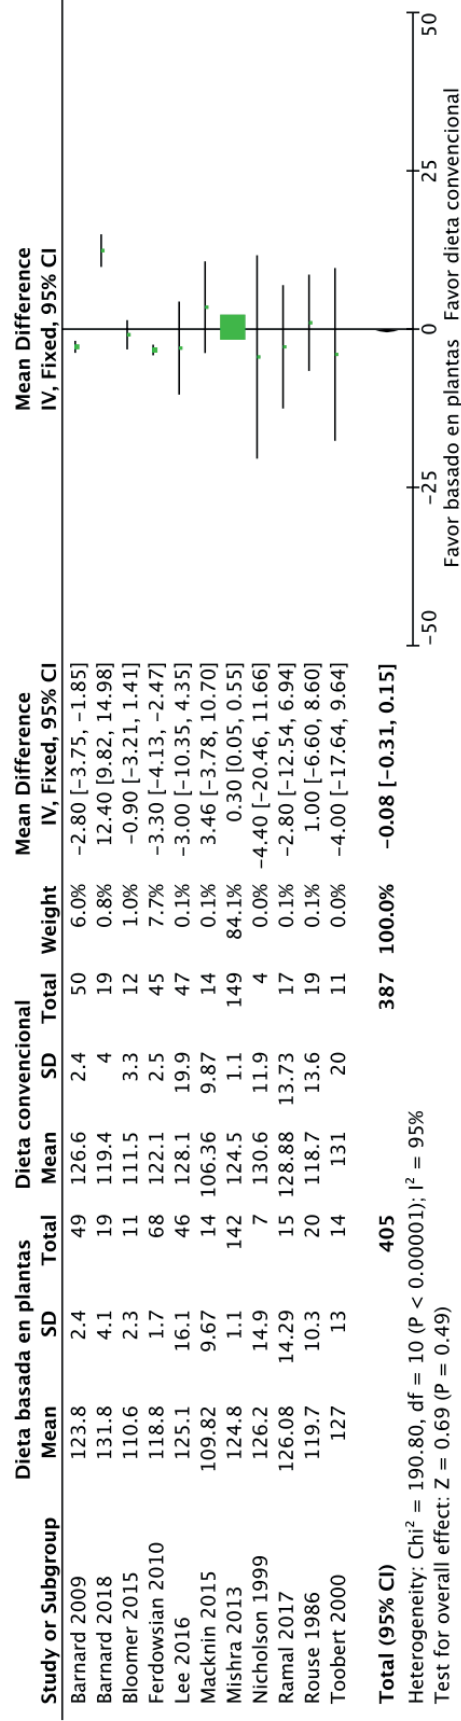 Dieta basada en plantas Dieta convencional Mean Difference Mean Difference
Study or Subgroup Mean SD Total Mean SD Total Weight IV, Fixed, 95% CI IV, Fixed, 95% CI
Barnard 2009 123.8 2.4 49 126.6 2.4 50 6.0% −2.80 [−3.75, −1.85]
Barnard 2018 131.8 4.1 19 119.4 4 19 0.8% 12.40 [9.82, 14.98]
Bloomer 2015 110.6 2.3 11 111.5 3.3 12 1.0% −0.90 [−3.21, 1.41]
Ferdowsian 2010 118.8 1.7 68 122.1 2.5 45 7.7% −3.30 [−4.13, −2.47]
Lee 2016 125.1 16.1 46 128.1 19.9 47 0.1% −3.00 [−10.35, 4.35]
Macknin 2015 109.82 9.67 14 106.36 9.87 14 0.1% 3.46 [−3.78, 10.70]
Mishra 2013 124.8 1.1 142 124.5 1.1 149 84.1% 0.30 [0.05, 0.55]
Nicholson 1999 126.2 14.9 7 130.6 11.9 4 0.0% −4.40 [−20.46, 11.66]
Ramal 2017 126.08 14.29 15 128.88 13.73 17 0.1% −2.80 [−12.54, 6.94]
Rouse 1986 119.7 10.3 20 118.7 13.6 19 0.1% 1.00 [−6.60, 8.60]
Toobert 2000 127 13 14 131 20 11 0.0% −4.00 [−17.64, 9.64]
Total (95% CI) 405 387 100.0% −0.08 [−0.31, 0.15]
Heterogeneity: Chi² = 190.80, df = 10 (P < 0.00001); I² = 95%
Test for overall effect: Z = 0.69 (P = 0.49)
−50 −25 0 25 50
Favor basado en plantas Favor dieta convencional